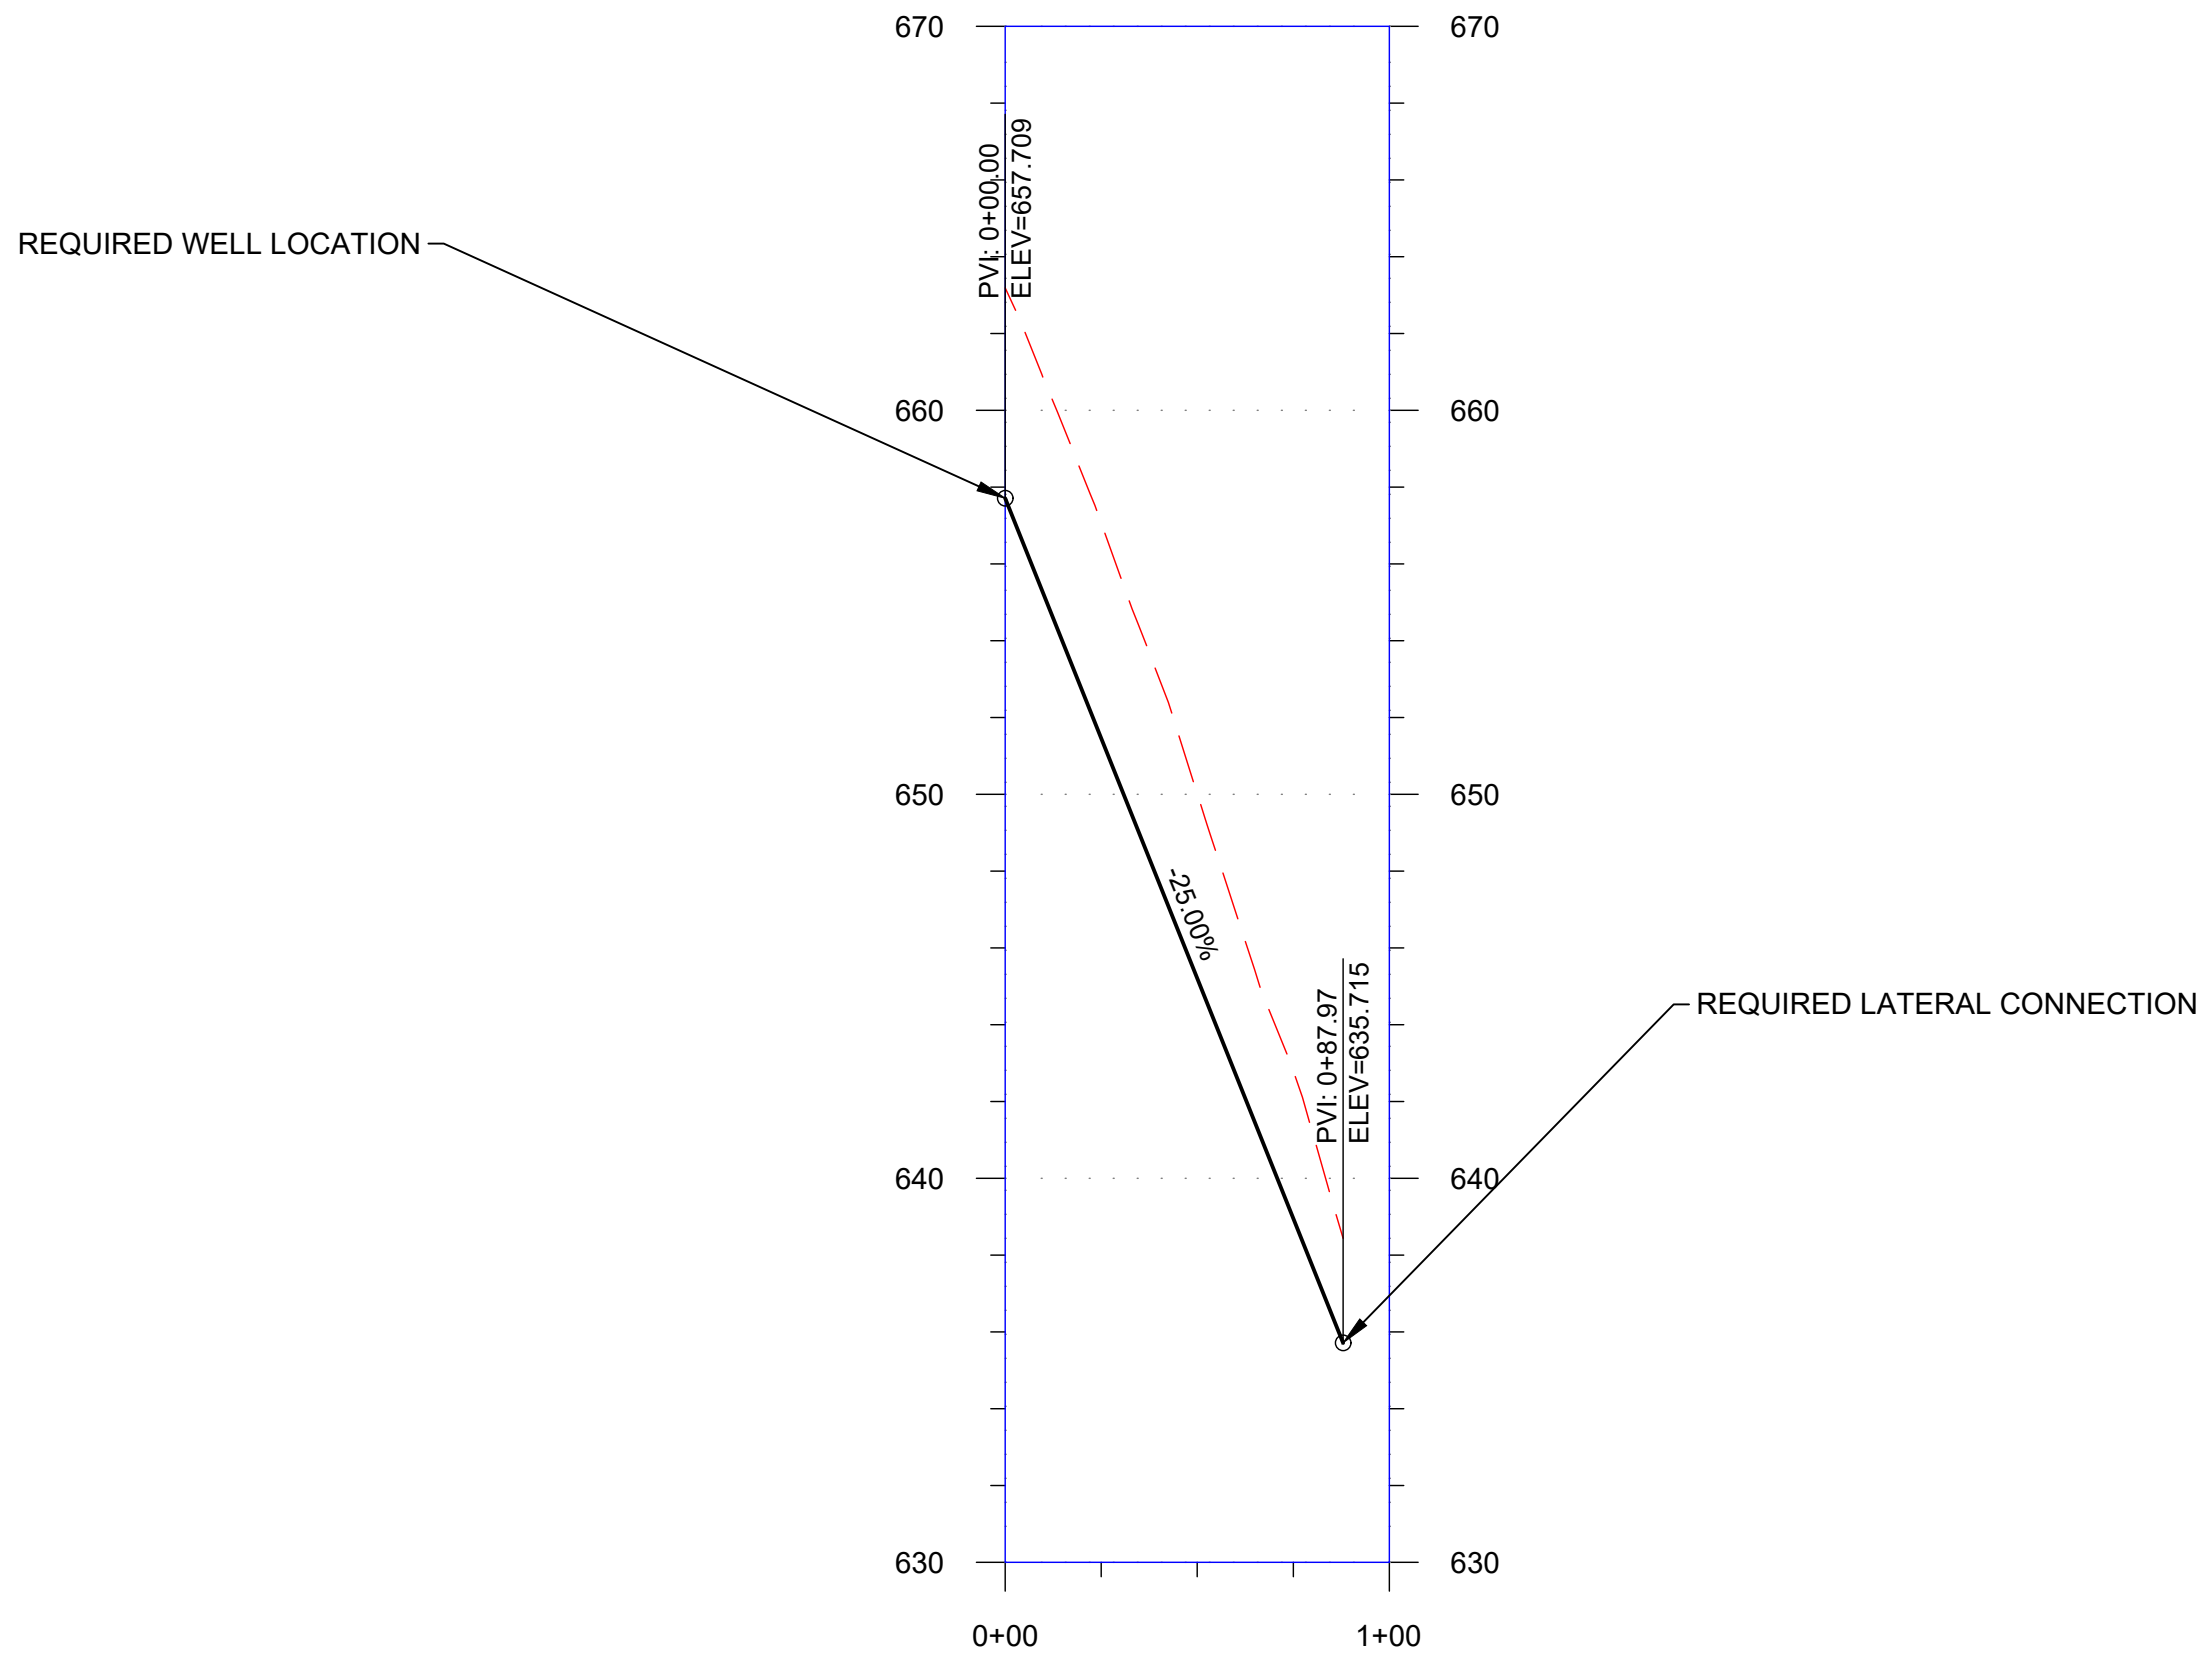 670
670
PVI: 0+00.00
ELEV=657.709
REQUIRED WELL LOCATION
660
660
650
650
-25.00%
PVI: 0+87.97
ELEV=635.715
REQUIRED LATERAL CONNECTION
640
640
630
630
0+00
1+00